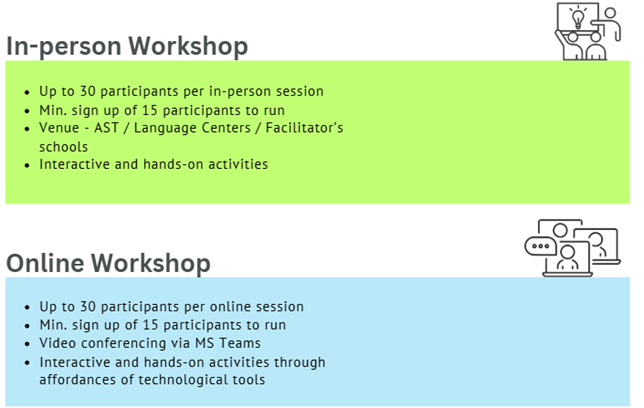 In-person Workshop
• Up to 30 participants per in-person session
• Min. sign up of 15 participants to run
• Venue - AST / Language Centers / Facilitator's
schools
• Interactive and hands-on activities
Online Workshop
• Up to 30 participants per online session
• Min. sign up of 15 participants to run
• Video conferencing via MS Teams
• Interactive and hands-on activities through
affordances of technological tools